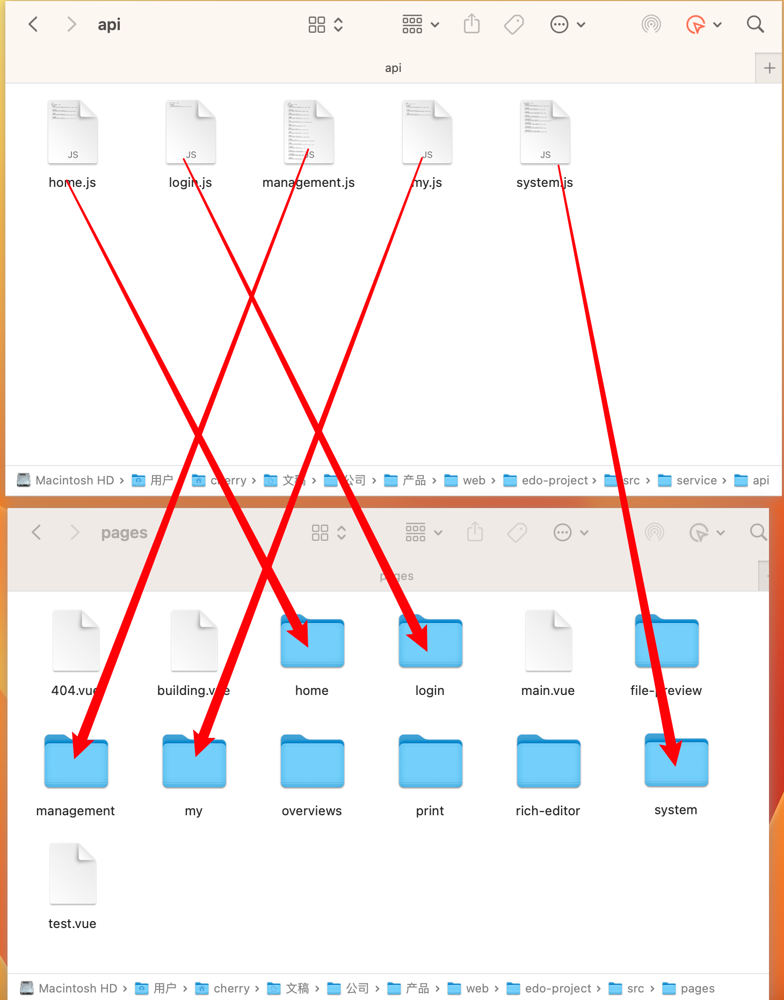 api
api
JS JS JS JS JS
home.js login.js management.js my.js system.js
Macintosh HD › 用户 cherry › 文稿 › 公司 › 产品 › web › edo-project › src › service › api
pages
pages
404.vue building.vue home login main.vue file-preview
management my overviews print rich-editor system
test.vue
Macintosh HD › 用户 › cherry › 文稿 › 公司 › 产品 › web › edo-project › src › pages